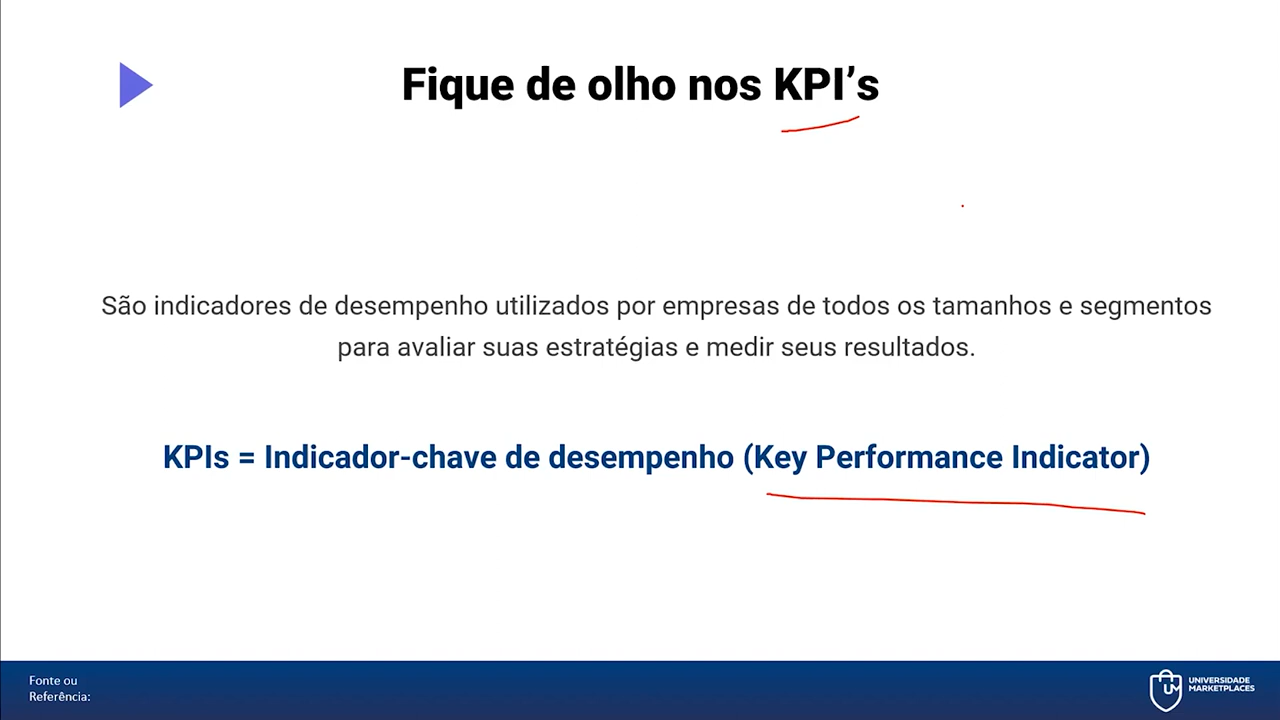 Fique de olho nos KPI’s
São indicadores de desempenho utilizados por empresas de todos os tamanhos e segmentos
para avaliar suas estratégias e medir seus resultados.
KPIs = Indicador-chave de desempenho (Key Performance Indicator)
Fonte ou
Referência:
UM
UNIVERSIDADE
MARKETPLACES